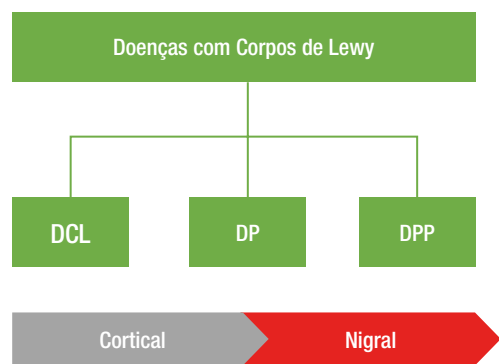 Doenças com Corpos de Lewy
DCL
DP
DPP
Cortical
Nigral